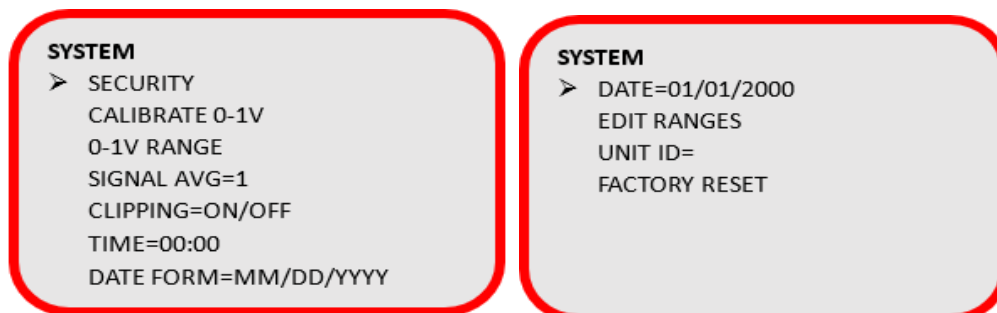 SYSTEM
➤ SECURITY
CALIBRATE 0-1V
0-1V RANGE
SIGNAL AVG=1
CLIPPING=ON/OFF
TIME=00:00
DATE FORM=MM/DD/YYYY
SYSTEM
➤ DATE=01/01/2000
EDIT RANGES
UNIT ID=
FACTORY RESET